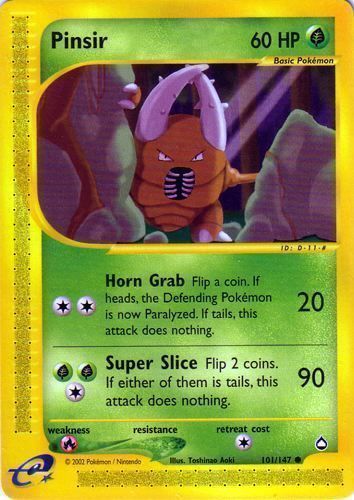 Pinsir 60 HP
Basic Pokémon
ID: D-11-#
Horn Grab Flip a coin. If
heads, the Defending Pokémon
is now Paralyzed. If tails, this
attack does nothing.
20
Super Slice Flip 2 coins.
If either of them is tails, this
attack does nothing.
90
weakness resistance retreat cost
© 2002 Pokémon / Nintendo Illus. Toshinao Aoki 101/147 ●
e